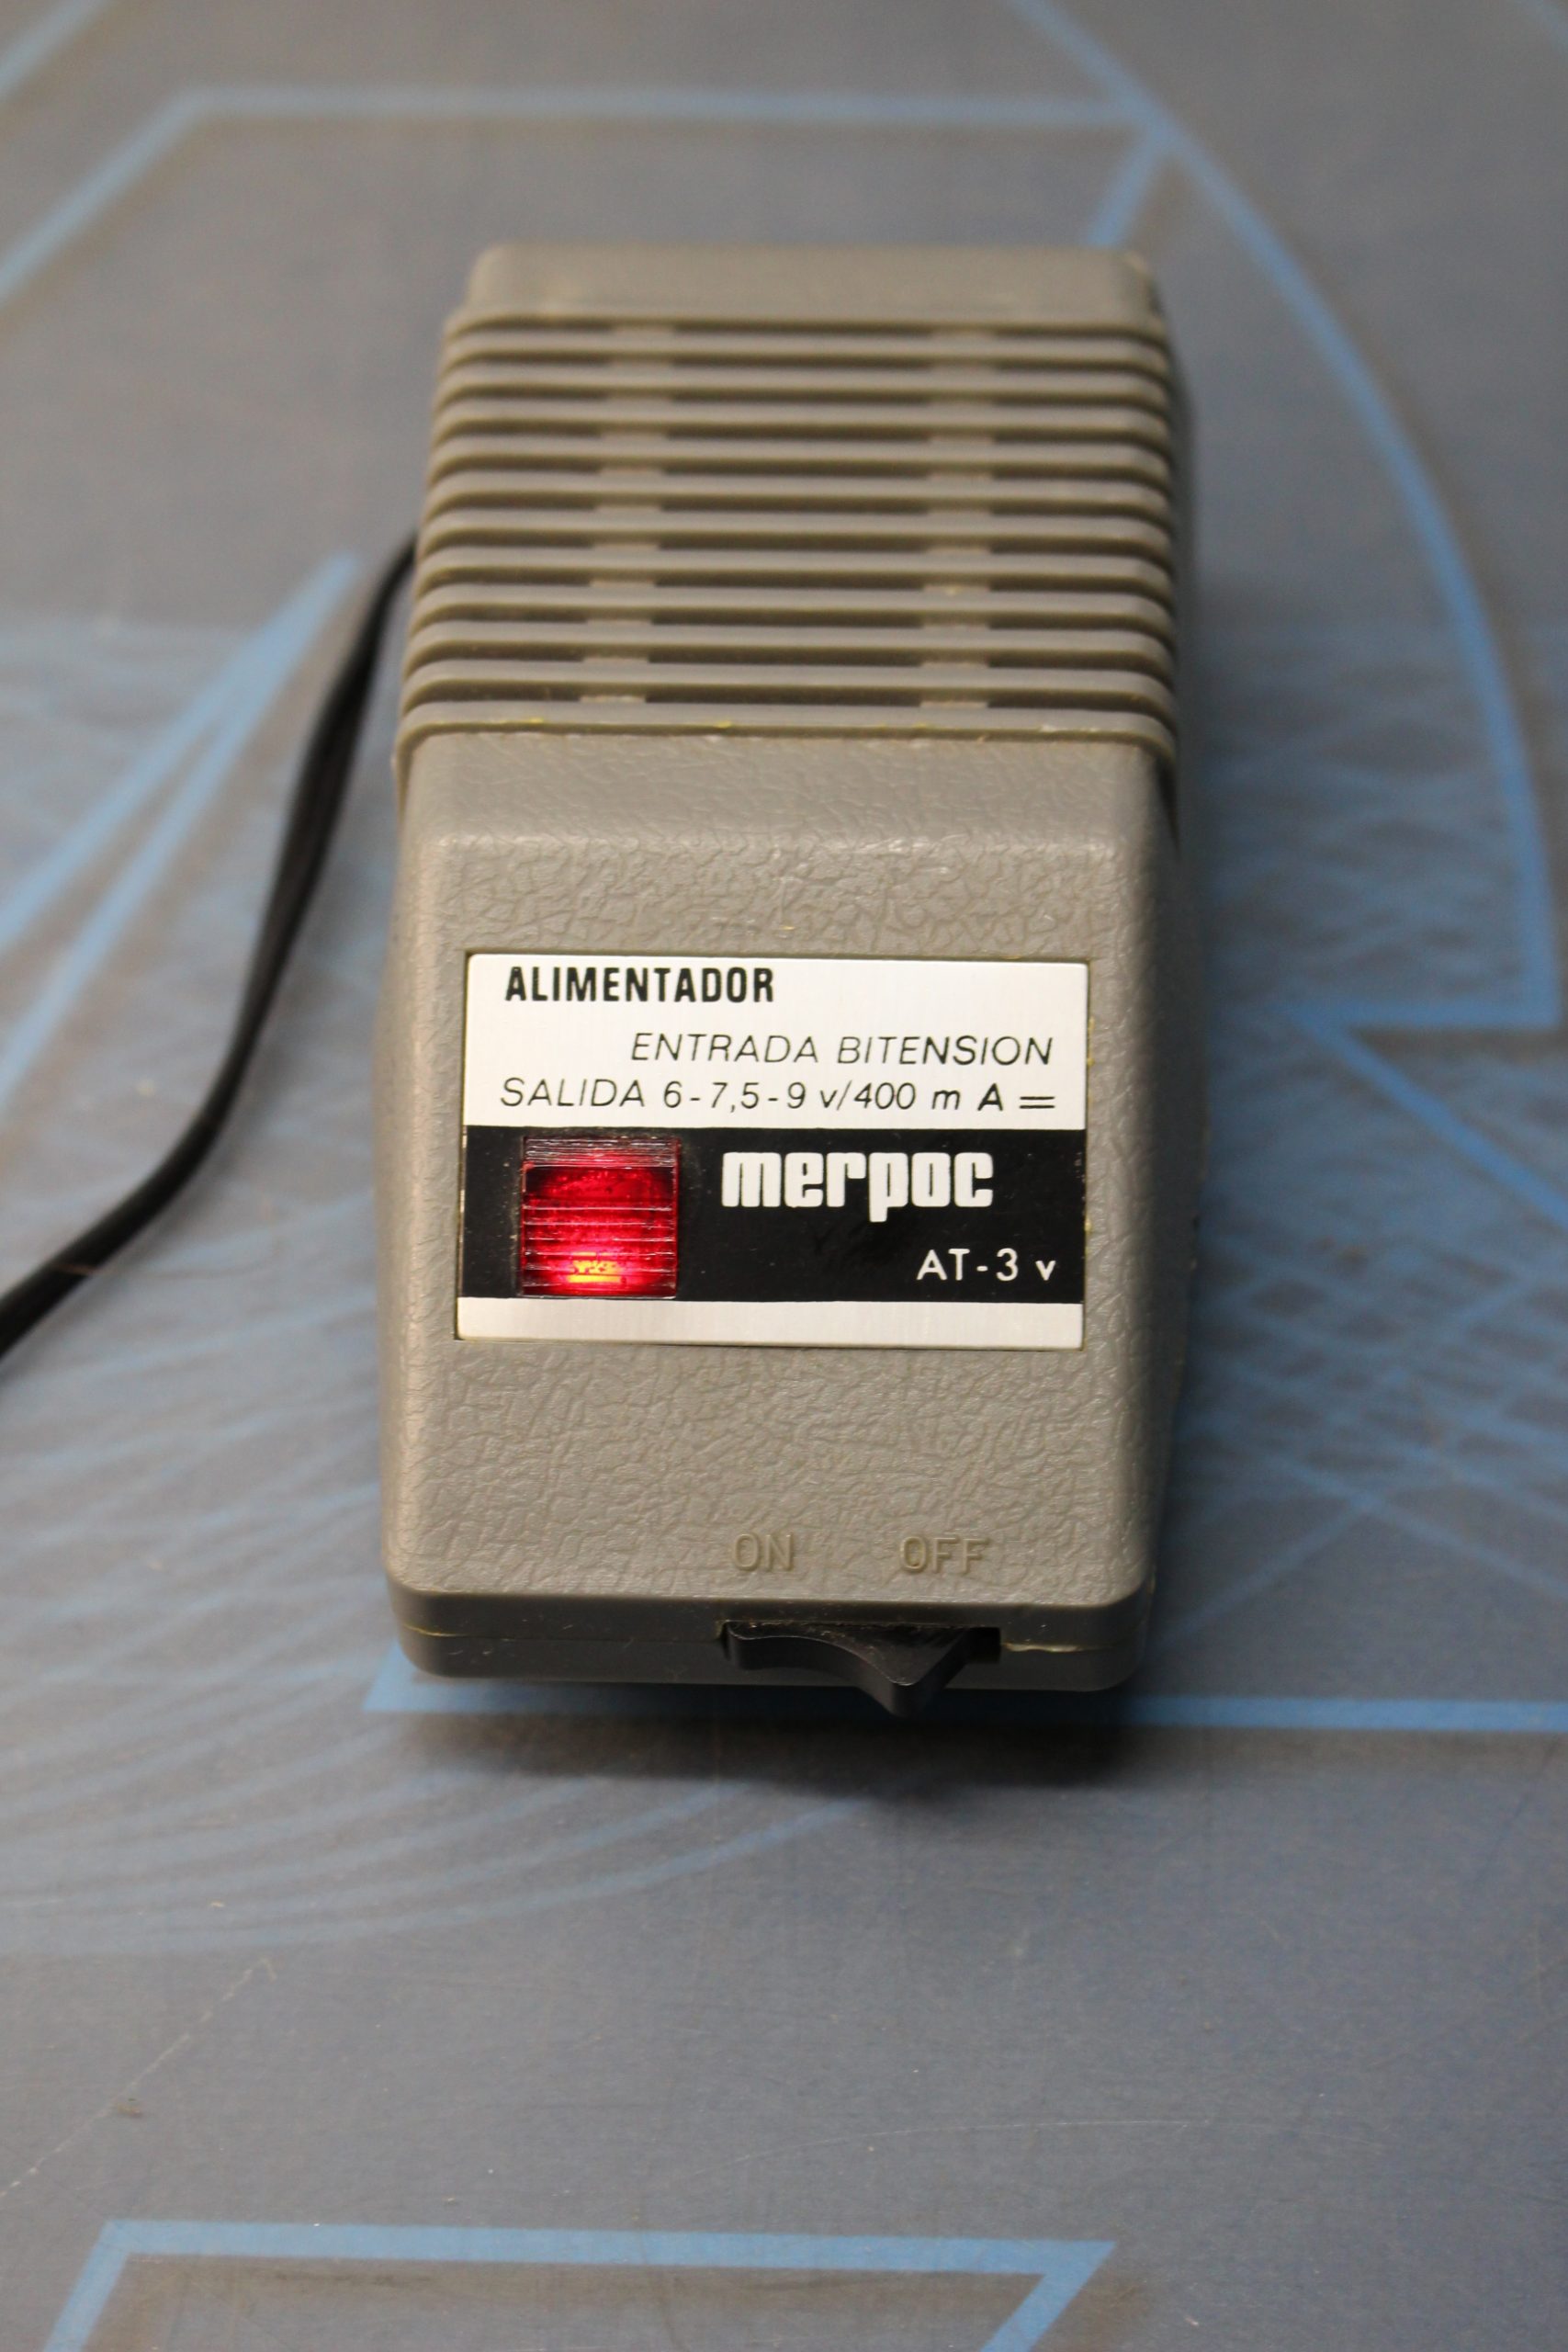 ALIMENTADOR
ENTRADA BITENSION
SALIDA 6-7,5-9 v/400 m A =
merpoc
AT-3 v
ON OFF